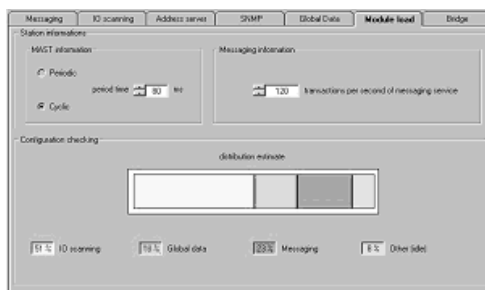 Messaging IO scanning Address server SNMP Global Data Module load Bridge
Station informations
MAST information
Messaging information
Periodic
period time 80 ms
120 transactions per second of messaging service
Cyclic
Configuration checking
distribution estimate
51 % IO scanning 18 % Global data 23 % Messaging 8 % Other (idle)